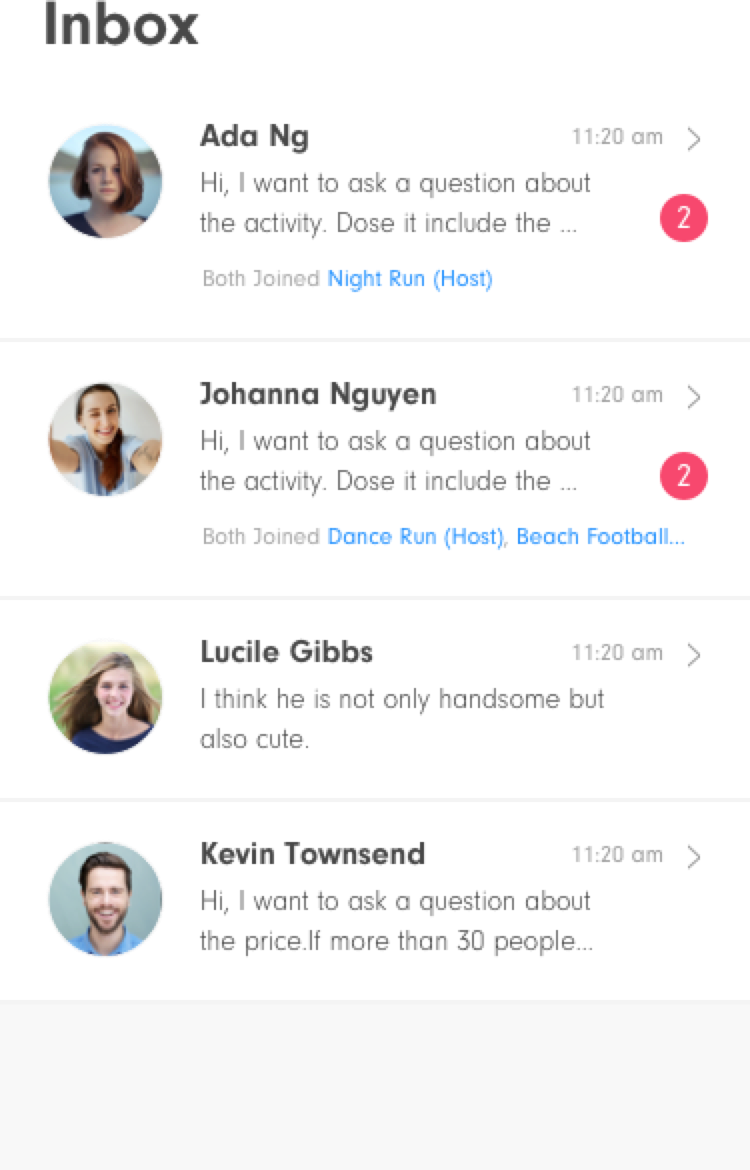 Inbox
Ada Ng 11:20 am
Hi, I want to ask a question about
the activity. Dose it include the ...
2
Both Joined Night Run (Host)
Johanna Nguyen 11:20 am
Hi, I want to ask a question about
the activity. Dose it include the ...
2
Both Joined Dance Run (Host), Beach Football...
Lucile Gibbs 11:20 am
I think he is not only handsome but
also cute.
Kevin Townsend 11:20 am
Hi, I want to ask a question about
the price.If more than 30 people...